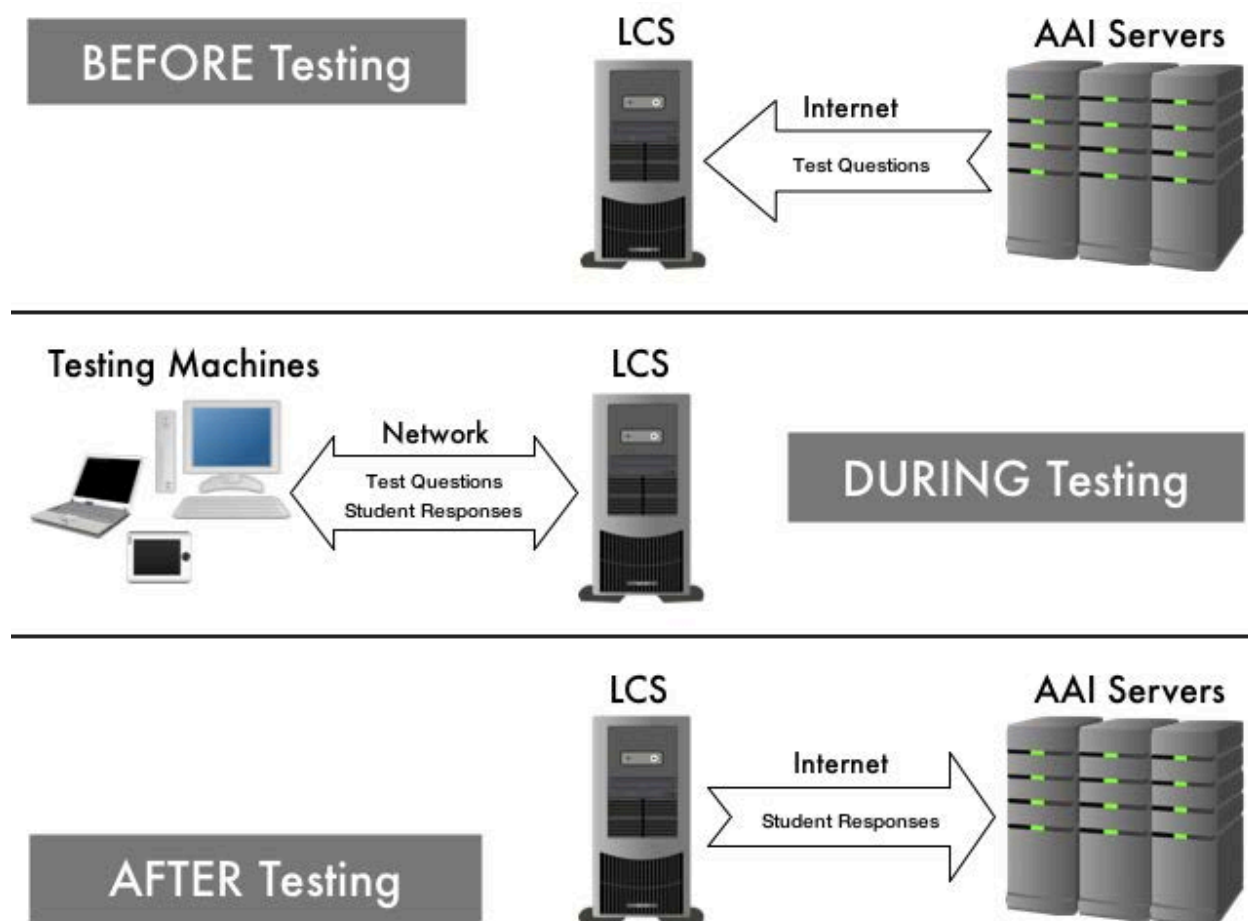 BEFORE Testing
LCS
AAI Servers
Internet
Test Questions
Testing Machines
LCS
Network
Test Questions
Student Responses
DURING Testing
LCS
AAI Servers
Internet
Student Responses
AFTER Testing